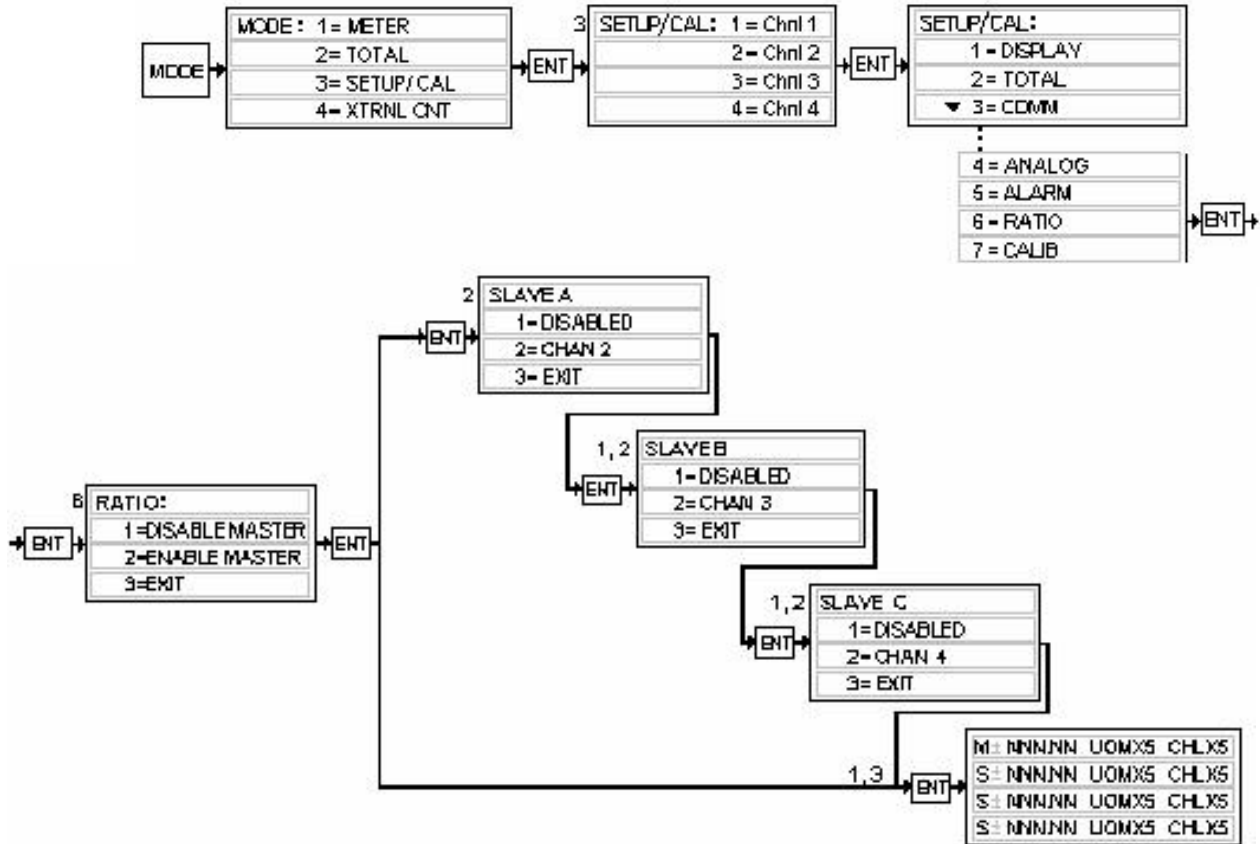 MODE
MODE: 1= METER
2= TOTAL
3= SETUP/CAL
4= XTRNL CNT
ENT
3
SETUP/CAL: 1= Chnl 1
2= Chnl 2
3= Chnl 3
4= Chnl 4
ENT
SETUP/CAL:
1= DISPLAY
2= TOTAL
▼ 3= COMM
4= ANALOG
5= ALARM
6= RATIO
7= CALIB
ENT
ENT
6
RATIO:
1=DISABLE MASTER
2=ENABLE MASTER
3=EXIT
ENT
ENT
2
SLAVE A
1=DISABLED
2=CHAN 2
3=EXIT
ENT
1,2
SLAVE B
1=DISABLED
2=CHAN 3
3=EXIT
ENT
1,2
SLAVE C
1=DISABLED
2=CHAN 4
3=EXIT
1,3
ENT
M± NNN.NN UOMX5 CHLX5
S± NNN.NN UOMX5 CHLX5
S± NNN.NN UOMX5 CHLX5
S± NNN.NN UOMX5 CHLX5